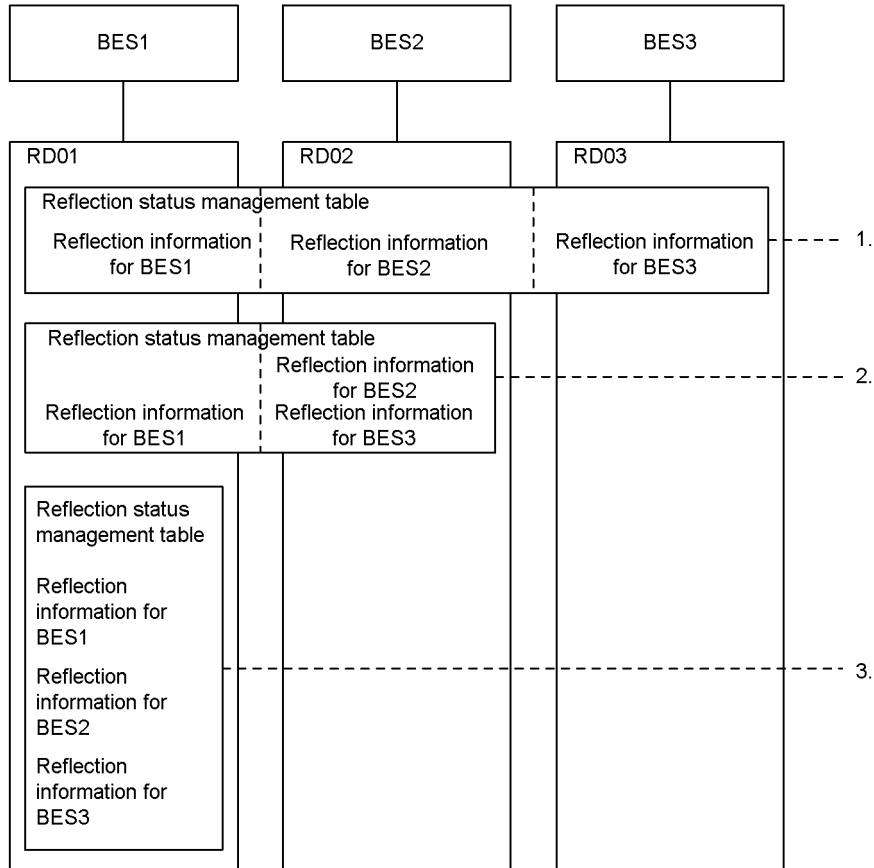 BES1
BES2
BES3
RD01
RD02
RD03
Reflection status management table
Reflection information
for BES1
Reflection information
for BES2
Reflection information
for BES3
1.
Reflection status management table
Reflection information
for BES2
2.
Reflection information
for BES1
Reflection information
for BES3
Reflection status
management table
Reflection
information for
BES1
Reflection
information for
BES2
3.
Reflection
information for
BES3